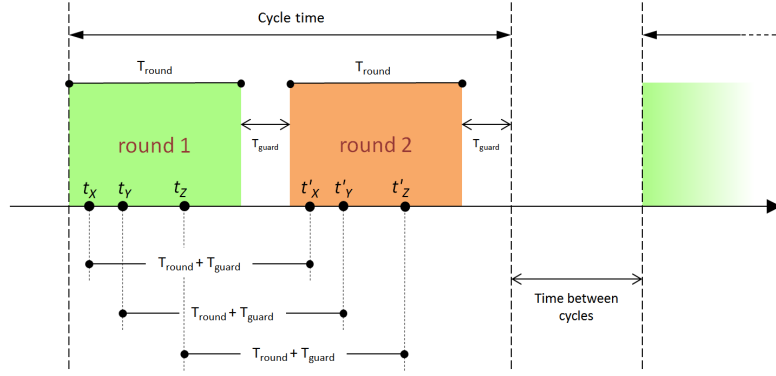 Cycle time
T_round
T_round
T_guard
T_guard
round 1
round 2
t_X
t_Y
t_Z
t'_X
t'_Y
t'_Z
T_round + T_guard
Time between
cycles
T_round + T_guard
T_round + T_guard